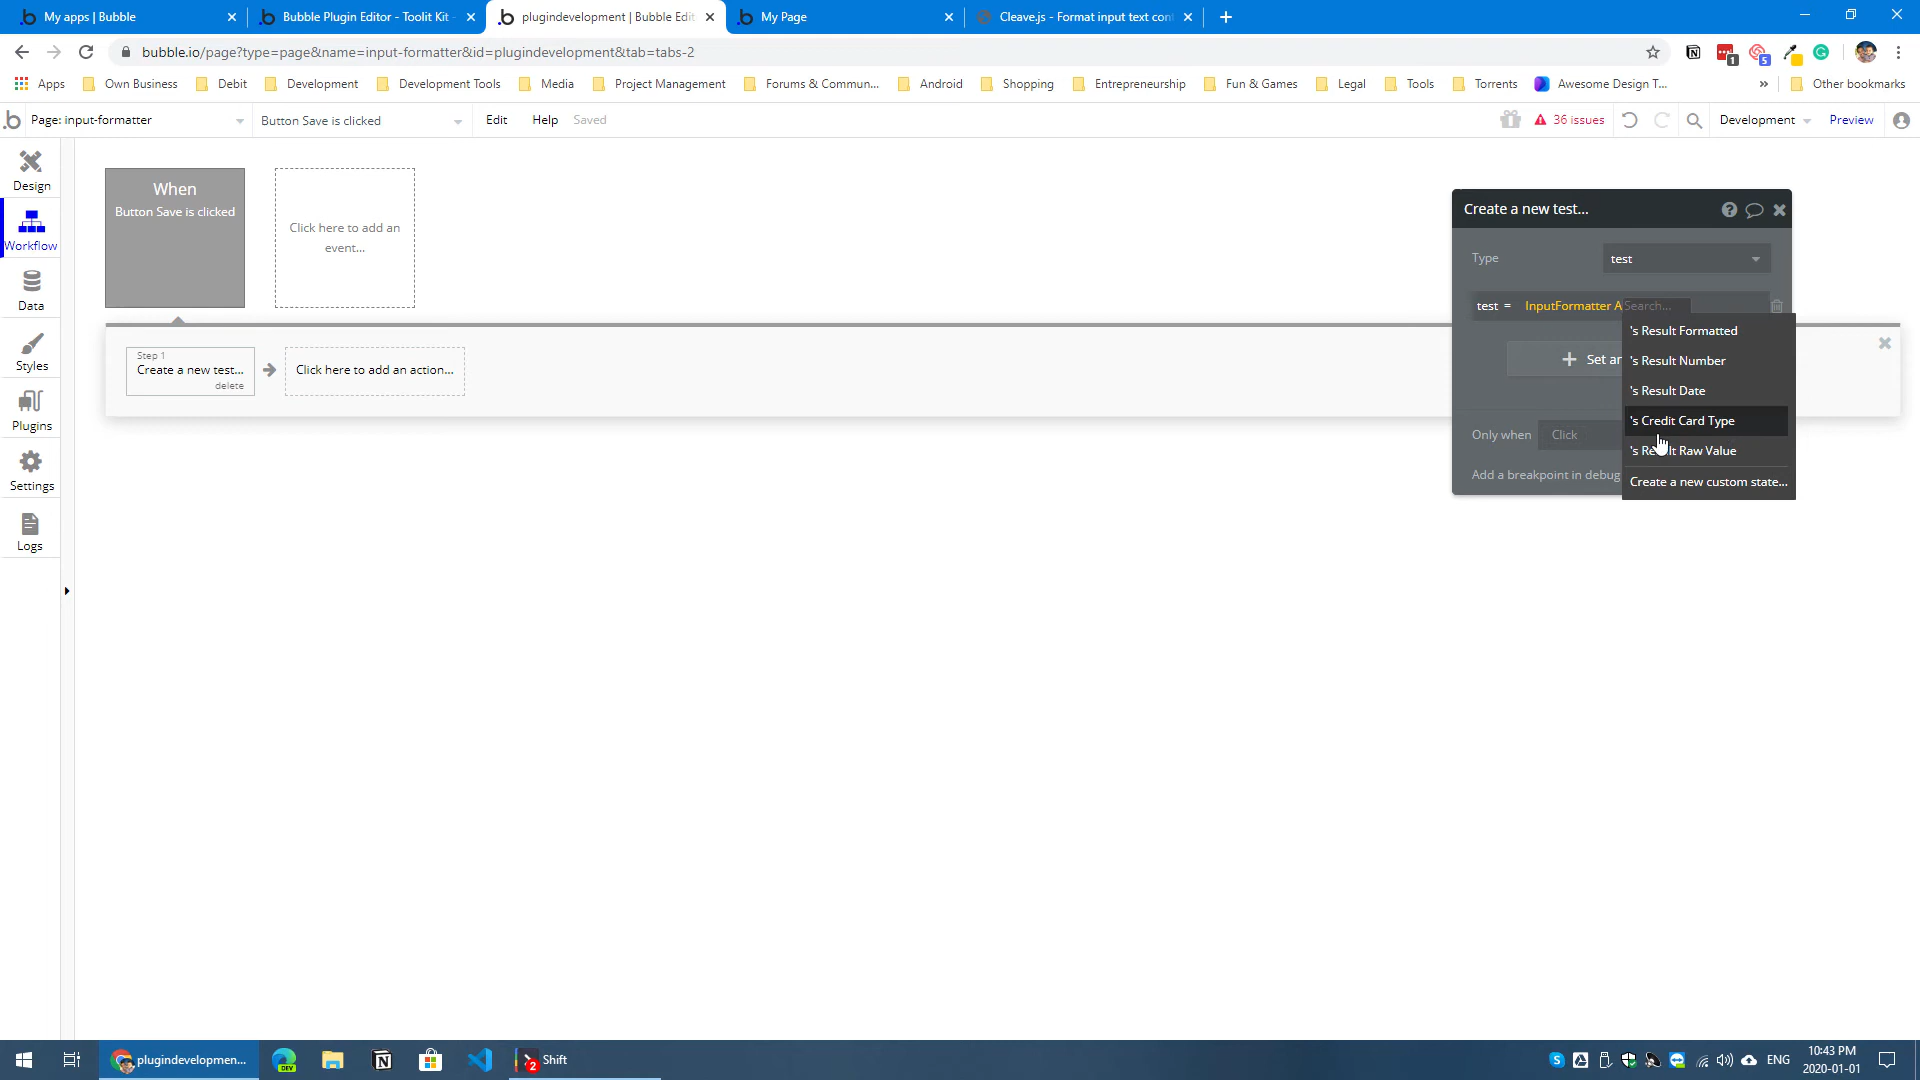 My apps | Bubble
Bubble Plugin Editor - Toolit Kit -
plugindevelopment | Bubble Edit
My Page
Cleave.js - Format input text con
bubble.io/page?type=page&name=input-formatter&id=plugindevelopment&tab=tabs-2
1
5
Apps
Own Business
Debit
Development
Development Tools
Media
Project Management
Forums & Commun...
Android
Shopping
Entrepreneurship
Fun & Games
Legal
Tools
Torrents
Awesome Design T...
»
Other bookmarks
Page: input-formatter
Button Save is clicked
Edit
Help
Saved
36 issues
Development
Preview
Design
Workflow
Data
Styles
Plugins
Settings
Logs
When
Button Save is clicked
Click here to add an
event...
Step 1
Create a new test...
delete
Click here to add an action...
Create a new test...
Type
test
test =
InputFormatter A
Search...
Set an
Only when
Click
Add a breakpoint in debug
's Result Formatted
's Result Number
's Result Date
's Credit Card Type
's Result Raw Value
Create a new custom state...
plugindevelopmen...
DEV
2
Shift
ENG
10:43 PM
2020-01-01